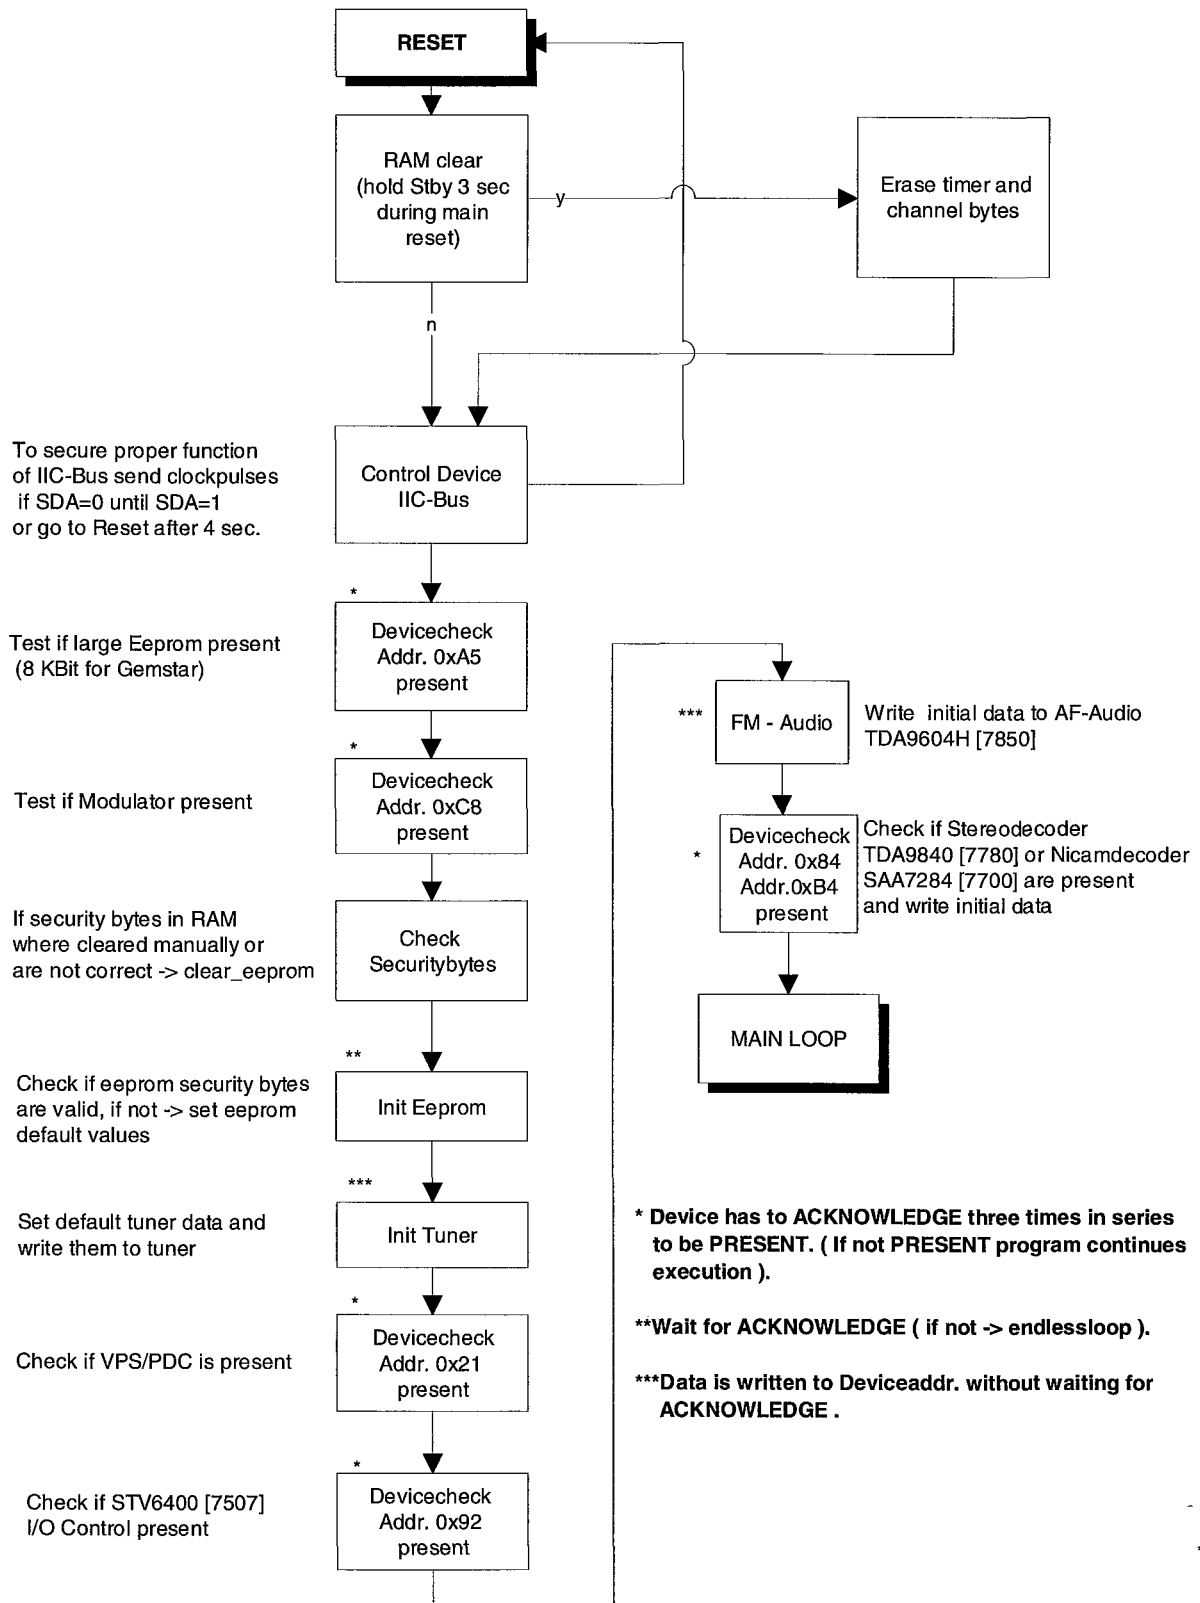 RESET
RAM clear
(hold Stby 3 sec
during main
reset)
y
Erase timer and
channel bytes
n
To secure proper function
of IIC-Bus send clockpulses
if SDA=0 until SDA=1
or go to Reset after 4 sec.
Control Device
IIC-Bus
*
Test if large Eeprom present
(8 KBit for Gemstar)
Devicecheck
Addr. 0xA5
present
*
Test if Modulator present
Devicecheck
Addr. 0xC8
present
If security bytes in RAM
where cleared manually or
are not correct -> clear_eeprom
Check
Securitybytes
**
Check if eeprom security bytes
are valid, if not -> set eeprom
default values
Init Eeprom
***
Set default tuner data and
write them to tuner
Init Tuner
*
Check if VPS/PDC is present
Devicecheck
Addr. 0x21
present
*
Check if STV6400 [7507]
I/O Control present
Devicecheck
Addr. 0x92
present
***
FM - Audio
Write initial data to AF-Audio
TDA9604H [7850]
*
Devicecheck
Addr. 0x84
Addr.0xB4
present
Check if Stereodecoder
TDA9840 [7780] or Nicamdecoder
SAA7284 [7700] are present
and write initial data
MAIN LOOP
* Device has to ACKNOWLEDGE three times in series
to be PRESENT. ( If not PRESENT program continues
execution ).
**Wait for ACKNOWLEDGE ( if not -> endlessloop ).
***Data is written to Deviceaddr. without waiting for
ACKNOWLEDGE .